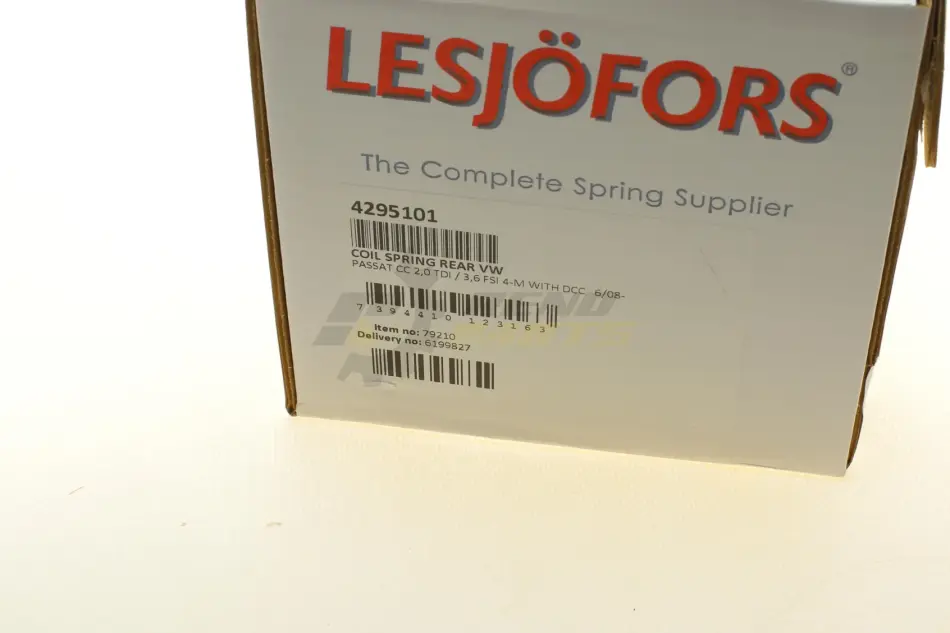 LESJÖFORS®
The Complete Spring Supplier
4295101
COIL SPRING REAR VW
PASSAT CC 2,0 TDI / 3,6 FSI 4-M WITH DCC 6/08-
7 394410 123163
Item no: 79210
Delivery no: 6199827